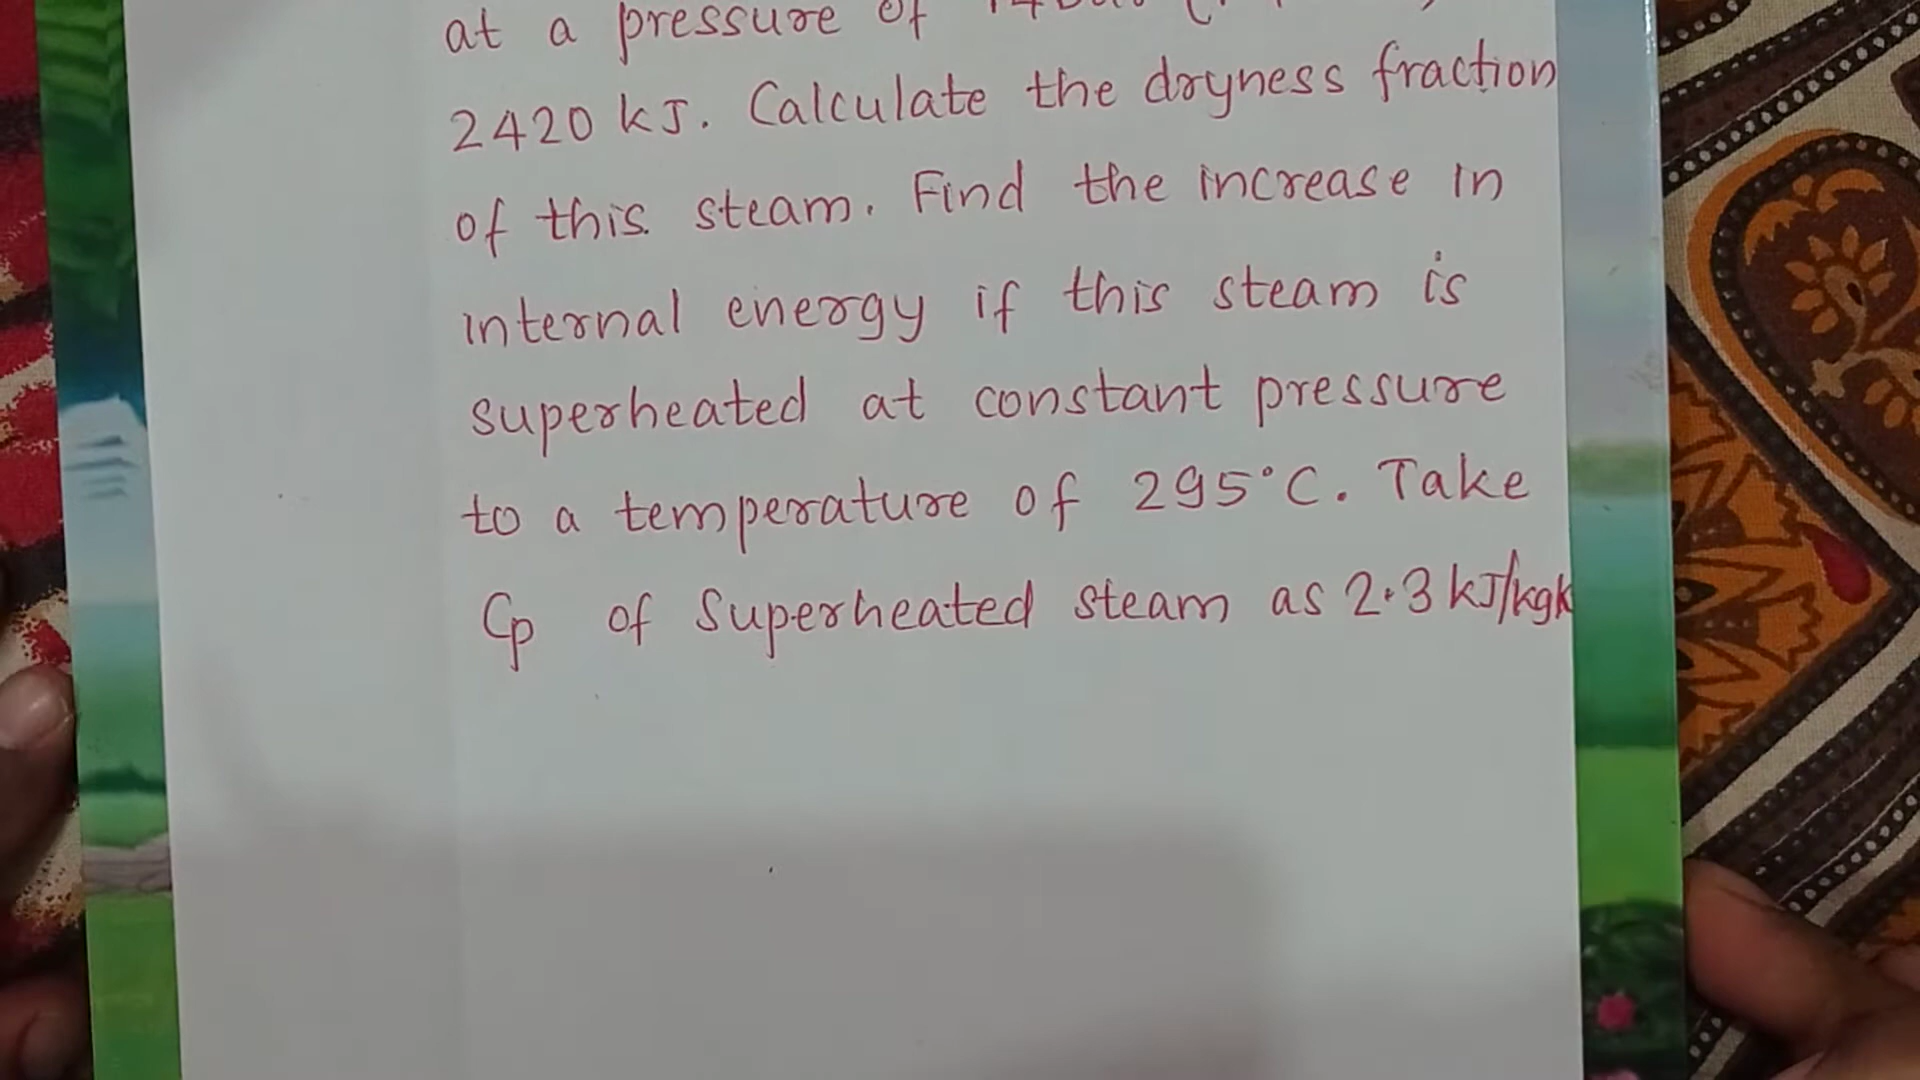 at a pressure of
2420 kJ. Calculate the dryness fraction
of this steam. Find the increase in
internal energy if this steam is
superheated at constant pressure
to a temperature of 295°C. Take
Cp of Superheated steam as 2.3 kJ/kgk